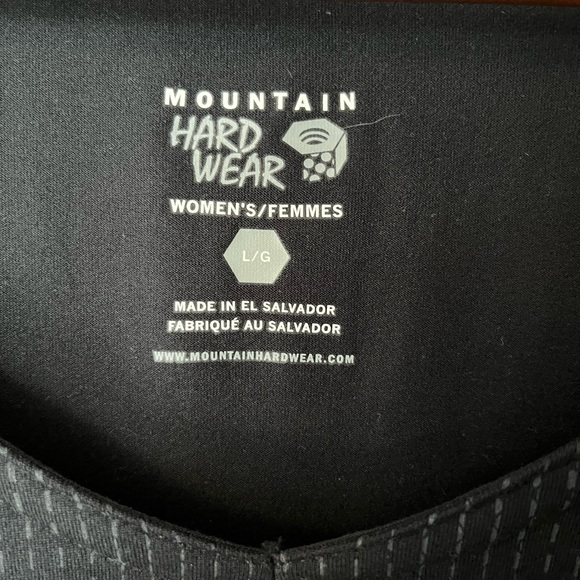 MOUNTAIN
HARD
WEAR
WOMEN'S/FEMMES
L/G
MADE IN EL SALVADOR
FABRIQUÉ AU SALVADOR
WWW.MOUNTAINHARDWEAR.COM